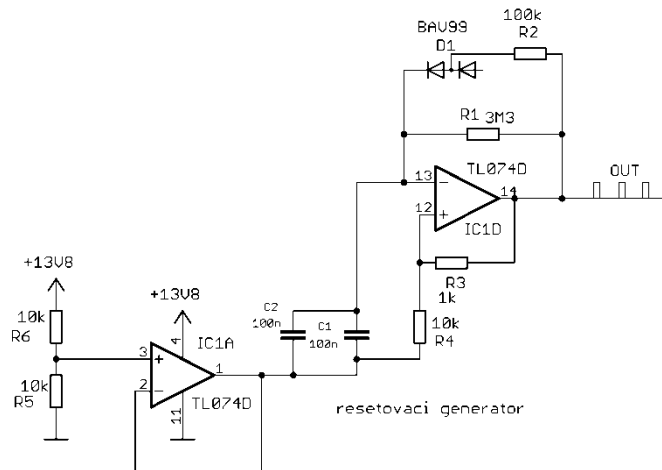 100k
R2
BAV99
D1
R1 3M3
TL074D
13
14
12
IC1D
OUT
R3
1k
+13V8
+13V8
10k
R6
C2
100n
C1
100n
10k
R4
IC1A
4
3
1
2
10k
R5
11
TL074D
resetovaci generator